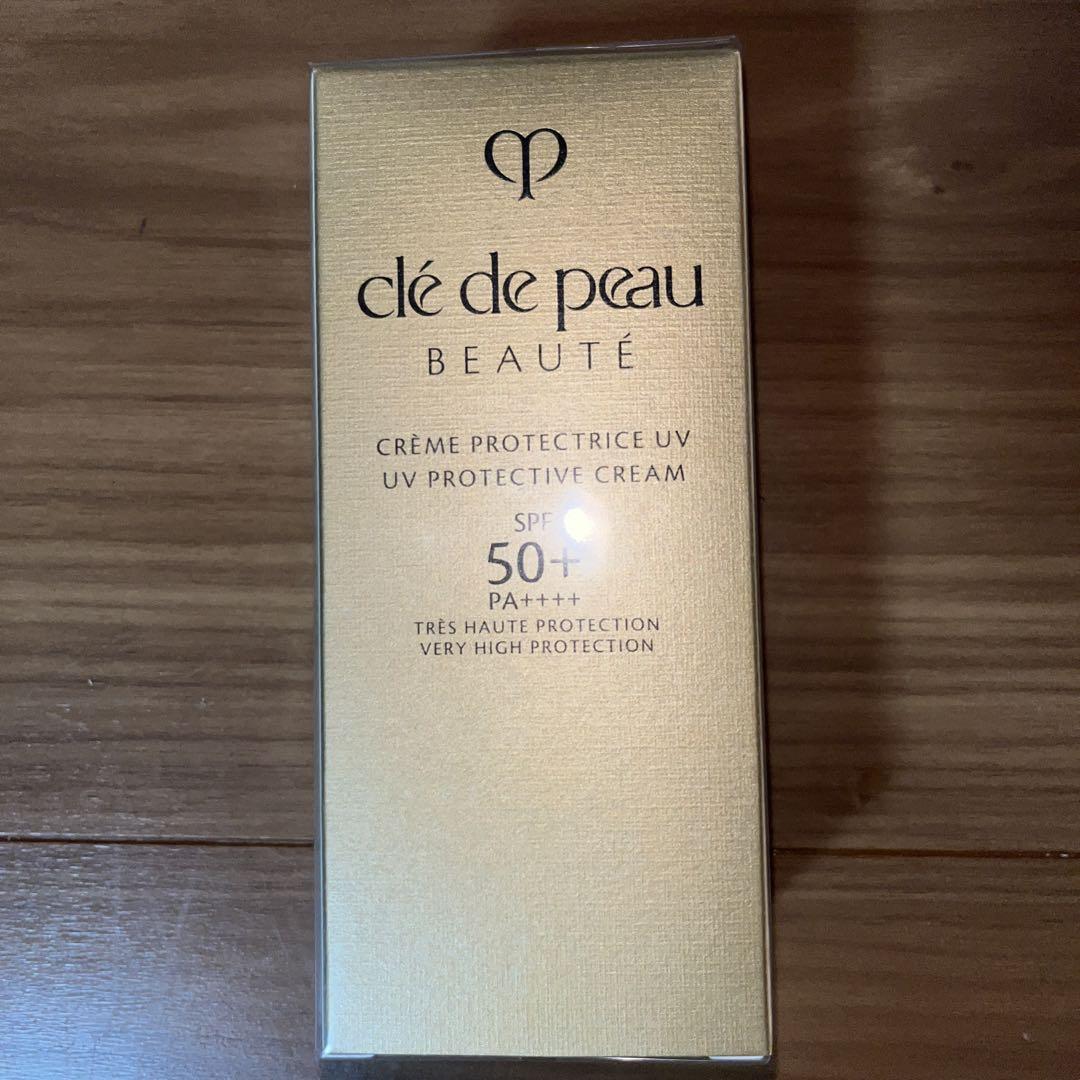 clé de peau
BEAUTÉ
CRÈME PROTECTRICE UV
UV PROTECTIVE CREAM
SPF
50+
PA++++
TRÈS HAUTE PROTECTION
VERY HIGH PROTECTION